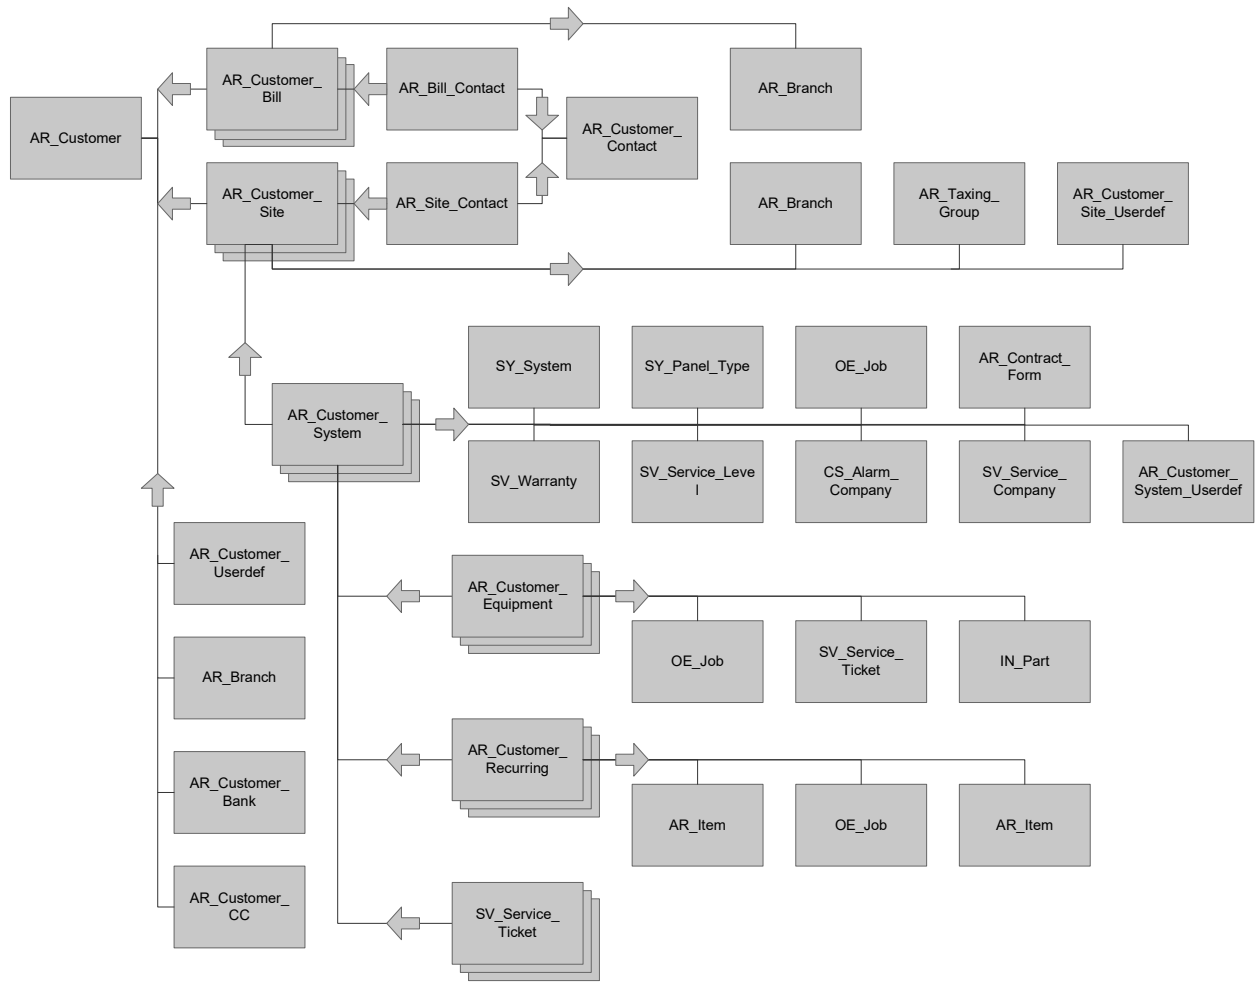 AR_Customer_
Bill
AR_Bill_Contact
AR_Branch
AR_Customer
AR_Customer_
Contact
AR_Customer_
Site
AR_Site_Contact
AR_Branch
AR_Taxing_
Group
AR_Customer_
Site_Userdef
SY_System
SY_Panel_Type
OE_Job
AR_Contract_
Form
AR_Customer_
System
SV_Warranty
SV_Service_Leve
l
CS_Alarm_
Company
SV_Service_
Company
AR_Customer_
System_Userdef
AR_Customer_
Userdef
AR_Customer_
Equipment
OE_Job
SV_Service_
Ticket
IN_Part
AR_Branch
AR_Customer_
Recurring
AR_Item
OE_Job
AR_Item
AR_Customer_
Bank
AR_Customer_
CC
SV_Service_
Ticket